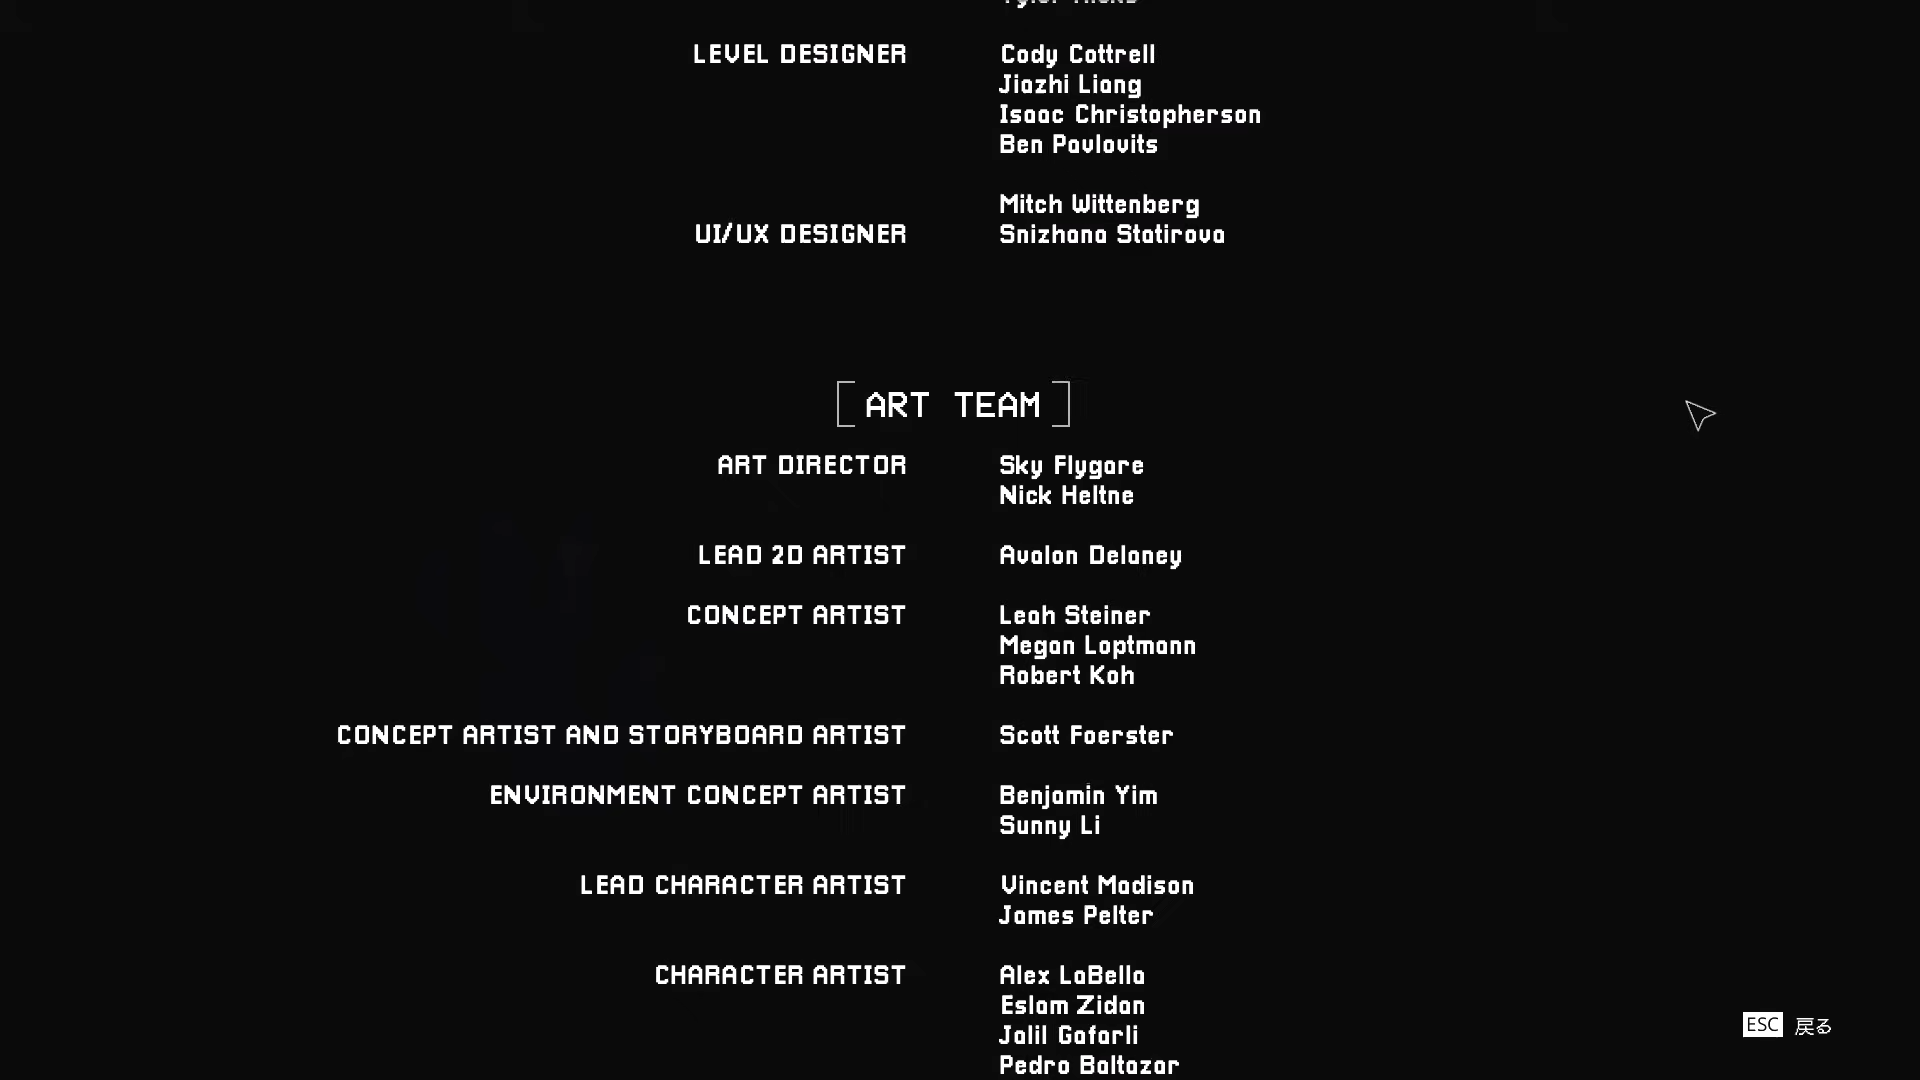 LEVEL DESIGNER Cody Cottrell
Jiazhi Liang
Isaac Christopherson
Ben Pavlovits
Mitch Wittenberg
UI/UX DESIGNER Snizhana Statirova
[ART TEAM]
ART DIRECTOR Sky Flygare
Nick Heltne
LEAD 2D ARTIST Avalon Delaney
CONCEPT ARTIST Leah Steiner
Megan Laptmann
Robert Koh
CONCEPT ARTIST AND STORYBOARD ARTIST Scott Foerster
ENVIRONMENT CONCEPT ARTIST Benjamin Yim
Sunny Li
LEAD CHARACTER ARTIST Vincent Madison
James Pelter
CHARACTER ARTIST Alex LaBella
Eslam Zidan
Jalil Gafarli
Pedro Baltazar
ESC 戻る